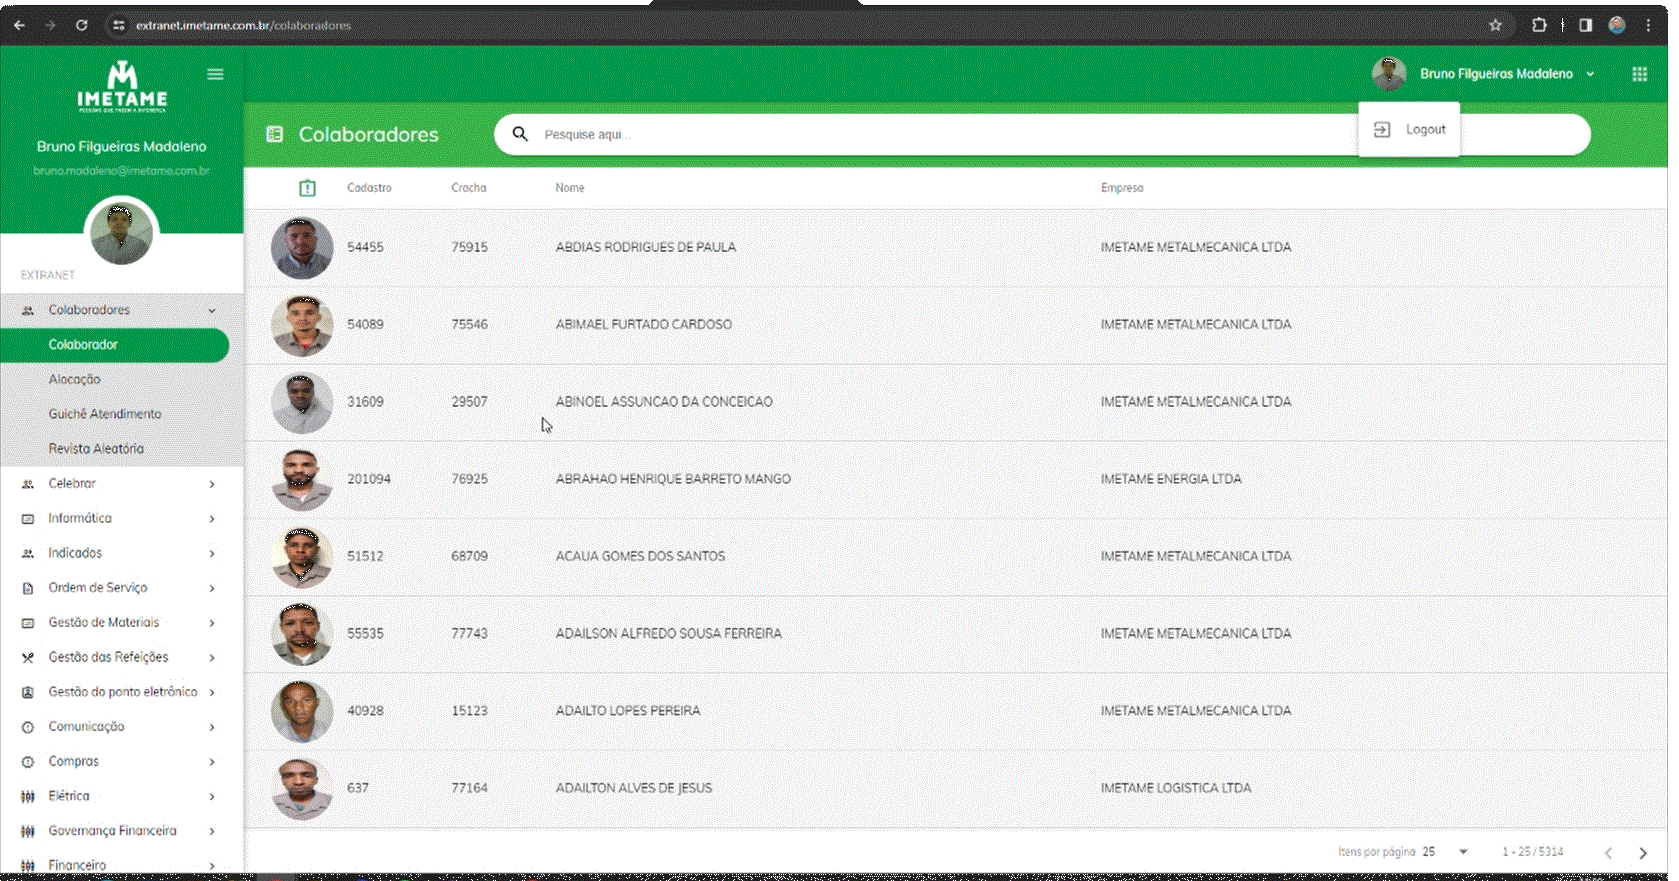 extranet.imetame.com.br/colaboradores
IMETAME
PESSOAS QUE FAZEM A DIFERENÇA
Bruno Filgueiras Madaleno
bruno.madaleno@imetame.com.br
EXTRANET
Colaboradores
Colaborador
Alocação
Guichê Atendimento
Revista Aleatória
Celebrar
Informática
Indicados
Ordem de Serviço
Gestão de Materiais
Gestão das Refeições
Gestão do ponto eletrônico
Comunicação
Compras
Elétrica
Governança Financeira
Financeiro
Bruno Filgueiras Madaleno
Logout
Colaboradores
Pesquise aqui...
Cadastro Cracha Nome Empresa
54455 75915 ABDIAS RODRIGUES DE PAULA IMETAME METALMECANICA LTDA
54089 75546 ABIMAEL FURTADO CARDOSO IMETAME METALMECANICA LTDA
31609 29507 ABINOEL ASSUNCAO DA CONCEICAO IMETAME METALMECANICA LTDA
201094 76925 ABRAHAO HENRIQUE BARRETO MANGO IMETAME ENERGIA LTDA
51512 68709 ACAUA GOMES DOS SANTOS IMETAME METALMECANICA LTDA
55535 77743 ADAILSON ALFREDO SOUSA FERREIRA IMETAME METALMECANICA LTDA
40928 15123 ADAILTO LOPES PEREIRA IMETAME METALMECANICA LTDA
637 77164 ADAILTON ALVES DE JESUS IMETAME LOGISTICA LTDA
Itens por página 25 1 - 25 / 5314